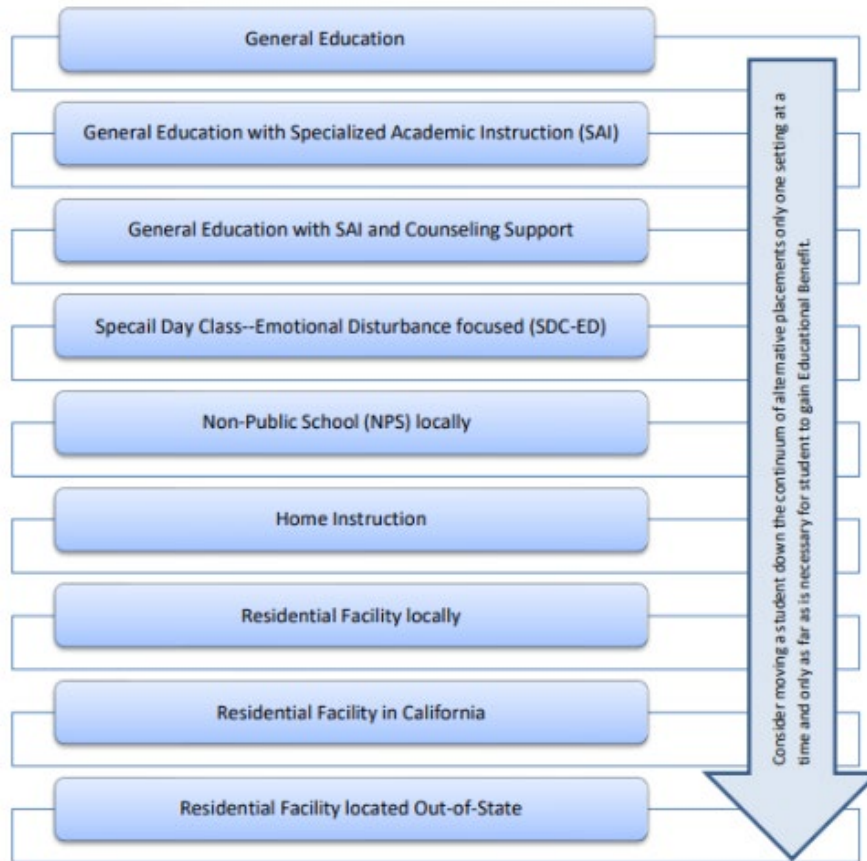 General Education
General Education with Specialized Academic Instruction (SAI)
General Education with SAI and Counseling Support
Specail Day Class--Emotional Disturbance focused (SDC-ED)
Non-Public School (NPS) locally
Home Instruction
Residential Facility locally
Residential Facility in California
Residential Facility located Out-of-State
Consider moving a student down the continuum of alternative placements only one setting at a
time and only as far as is necessary for student to gain Educational Benefit.